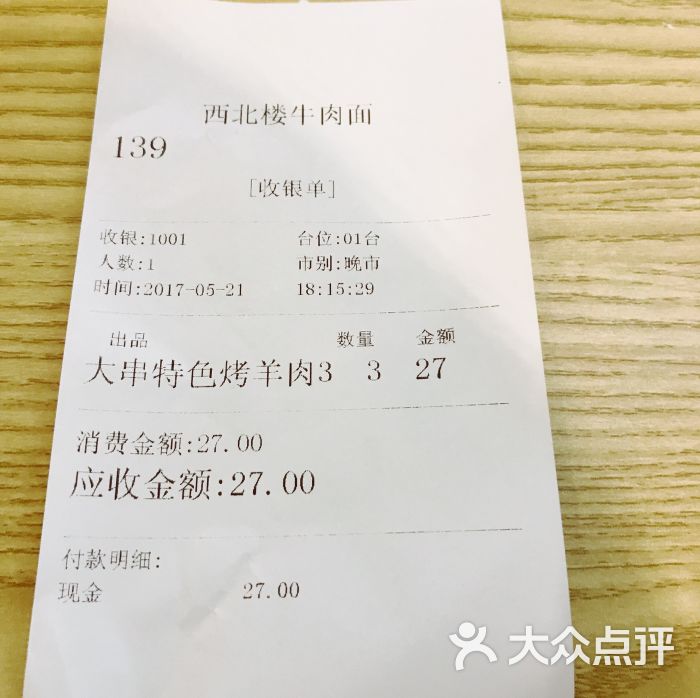 西北楼牛肉面
139
[收银单]
收银:1001 台位:01台
人数:1 市别:晚市
时间:2017-05-21 18:15:29
出品 数量 金额
大串特色烤羊肉3 3 27
消费金额:27.00
应收金额:27.00
付款明细:
现金 27.00
大众点评